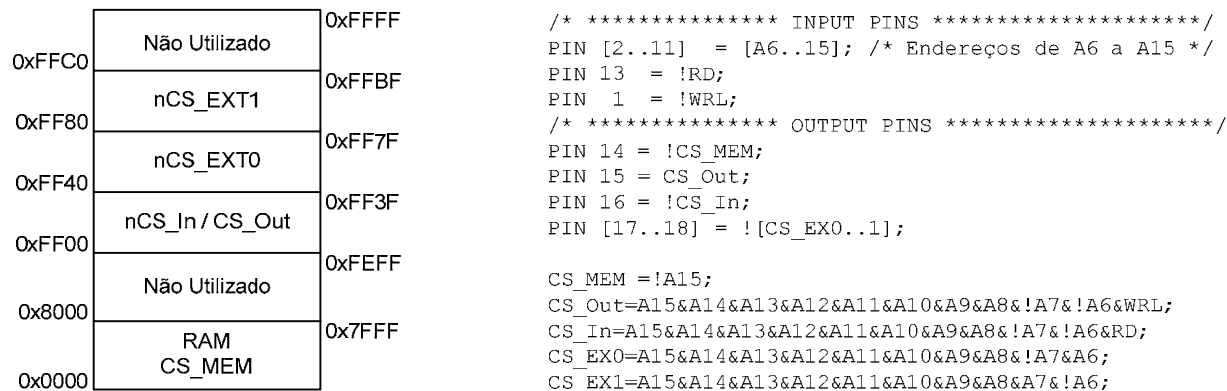 0xFFFF
Não Utilizado
0xFFC0
0xFFBF
nCS_EXT1
0xFF80
0xFF7F
nCS_EXT0
0xFF40
0xFF3F
nCS_In / CS_Out
0xFF00
0xFEFF
Não Utilizado
0x8000
0x7FFF
RAM
CS_MEM
0x0000
/* *************** INPUT PINS *********************/
PIN [2..11] = [A6..15]; /* Endereços de A6 a A15 */
PIN 13 = !RD;
PIN 1 = !WRL;
/* *************** OUTPUT PINS *********************/
PIN 14 = !CS_MEM;
PIN 15 = CS_Out;
PIN 16 = !CS_In;
PIN [17..18] = ![CS_EX0..1];
CS_MEM =!A15;
CS_Out=A15&A14&A13&A12&A11&A10&A9&A8&!A7&!A6&WRL;
CS_In=A15&A14&A13&A12&A11&A10&A9&A8&!A7&!A6&RD;
CS_EX0=A15&A14&A13&A12&A11&A10&A9&A8&!A7&A6;
CS_EX1=A15&A14&A13&A12&A11&A10&A9&A8&A7&!A6;